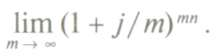 lim (1 + j/m)^{mn} .
m → ∞